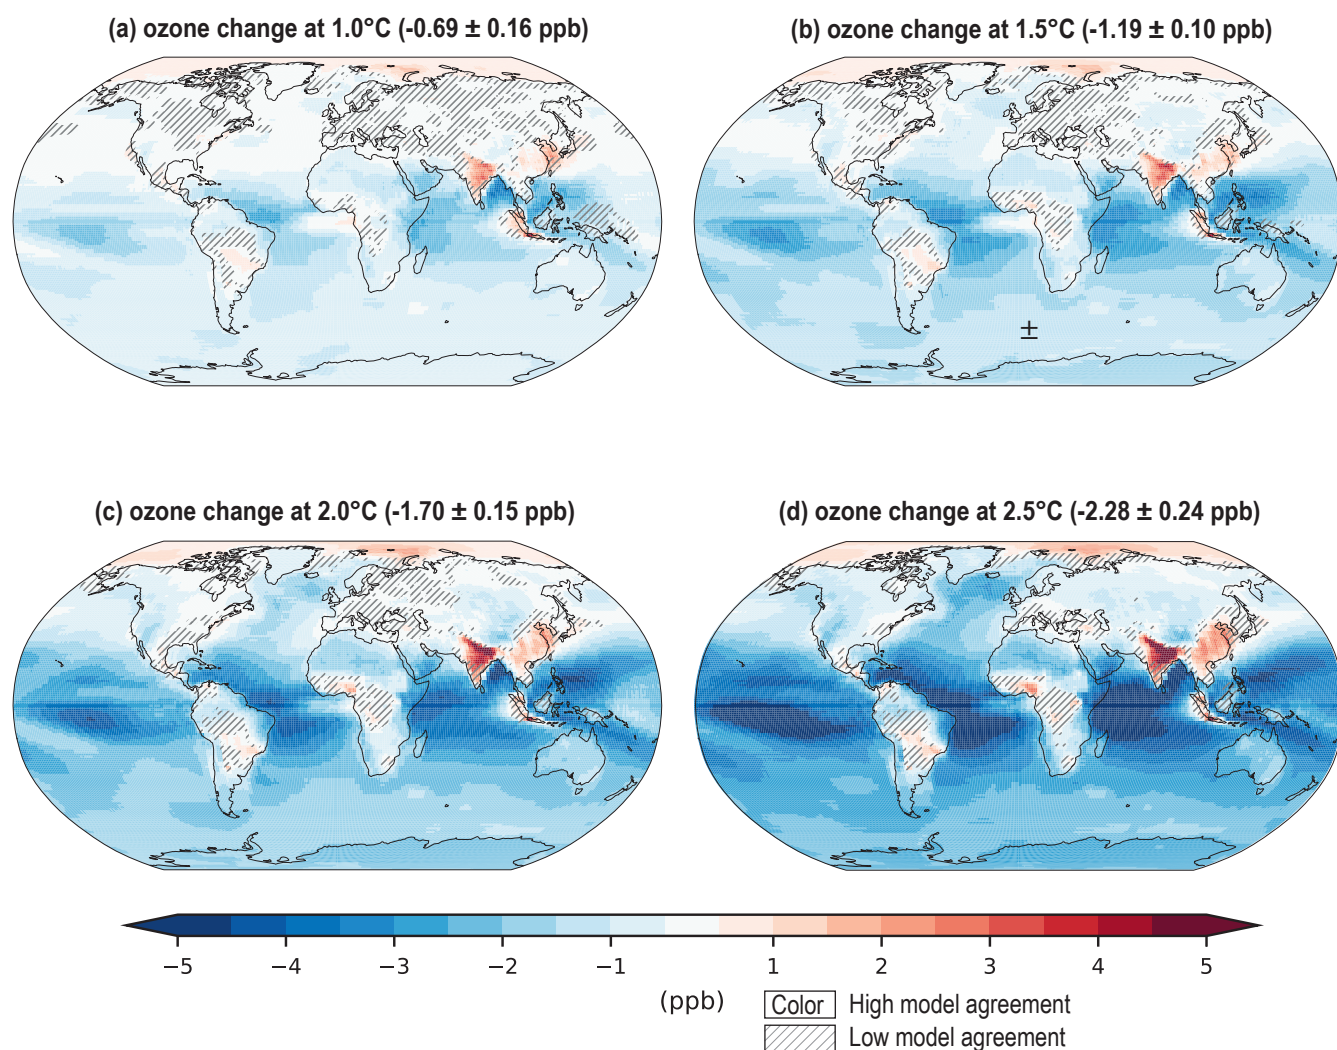 (a) ozone change at 1.0°C (-0.69 ± 0.16 ppb)
(b) ozone change at 1.5°C (-1.19 ± 0.10 ppb)
±
(c) ozone change at 2.0°C (-1.70 ± 0.15 ppb)
(d) ozone change at 2.5°C (-2.28 ± 0.24 ppb)
−5 −4 −3 −2 −1 1 2 3 4 5
(ppb)
Color High model agreement
Low model agreement